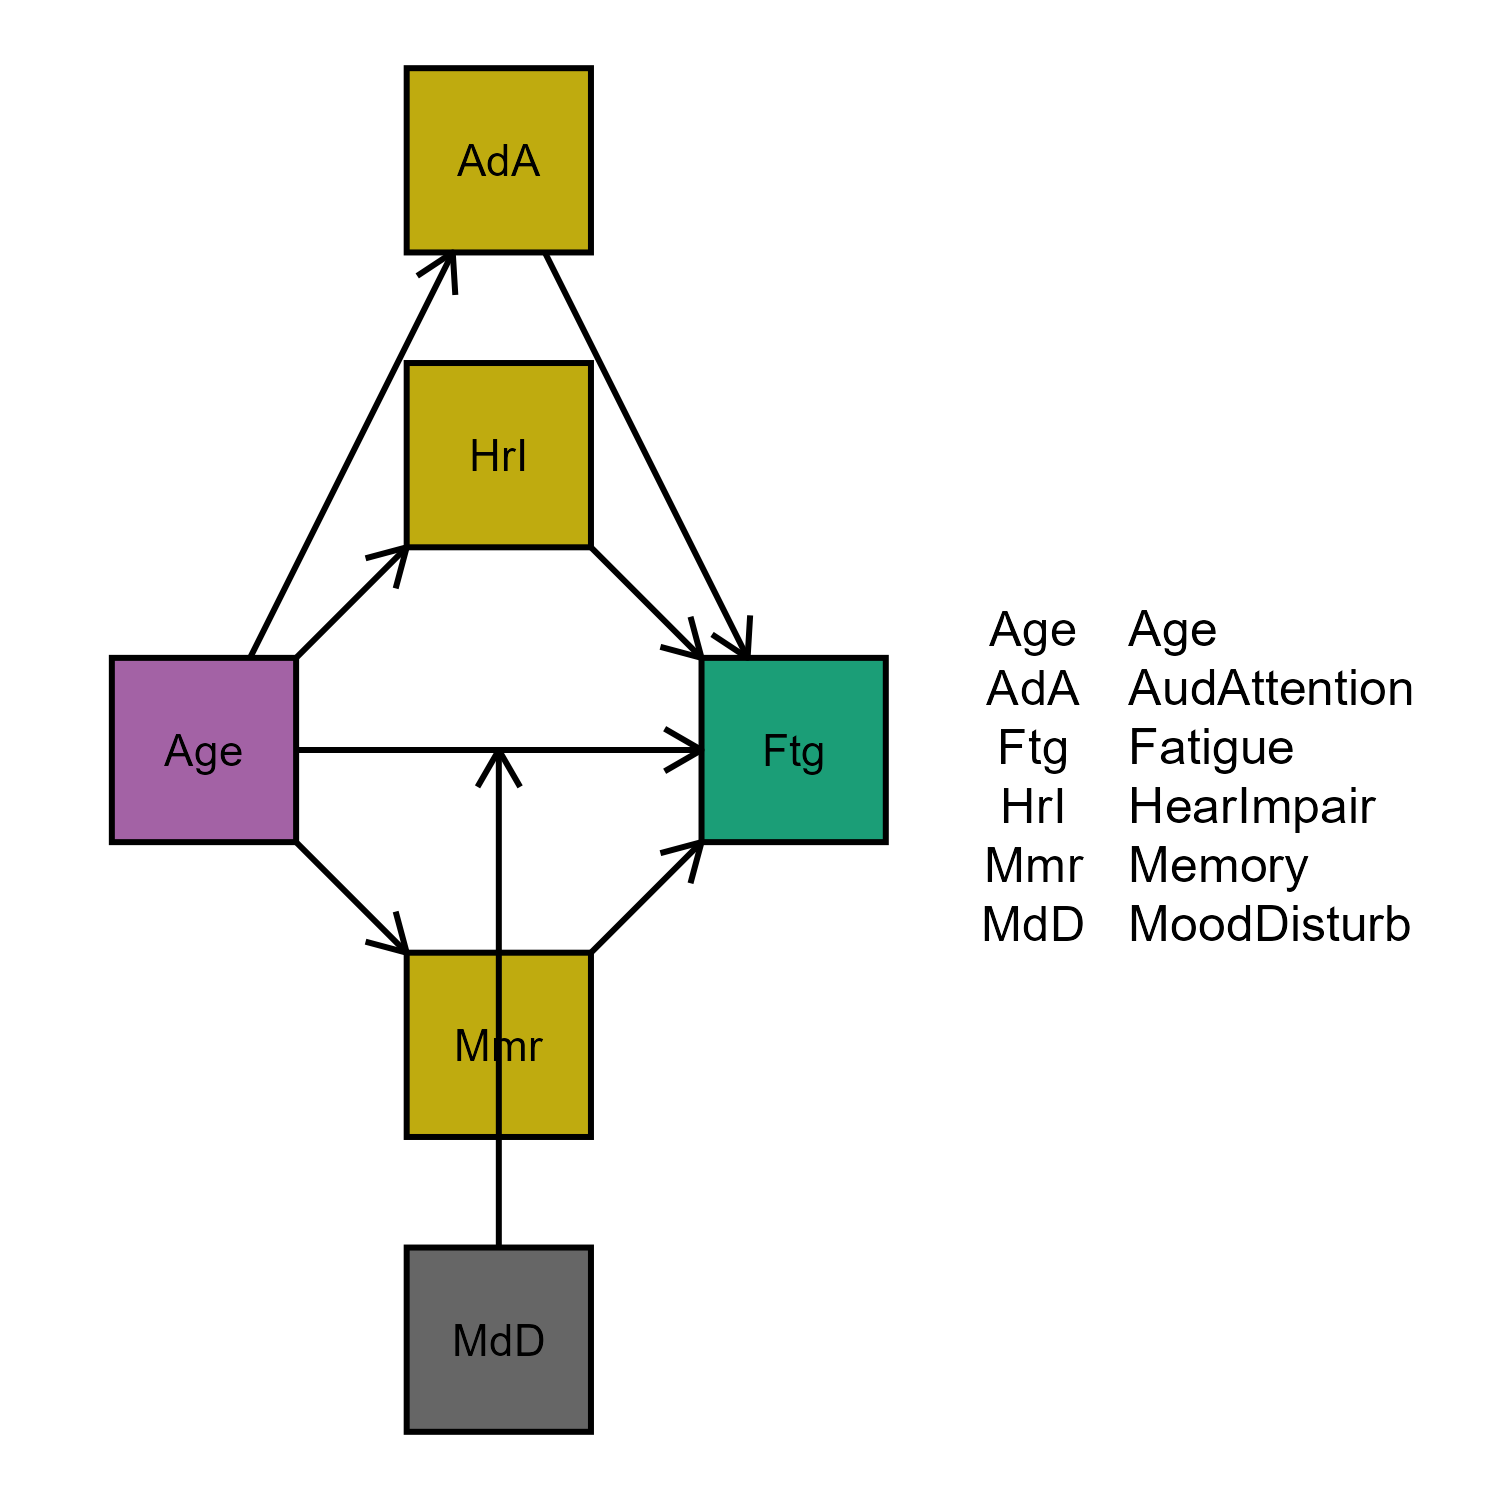 AdA
HrI
Age
Ftg
Mmr
MdD
Age Age
AdA AudAttention
Ftg Fatigue
HrI HearImpair
Mmr Memory
MdD MoodDisturb